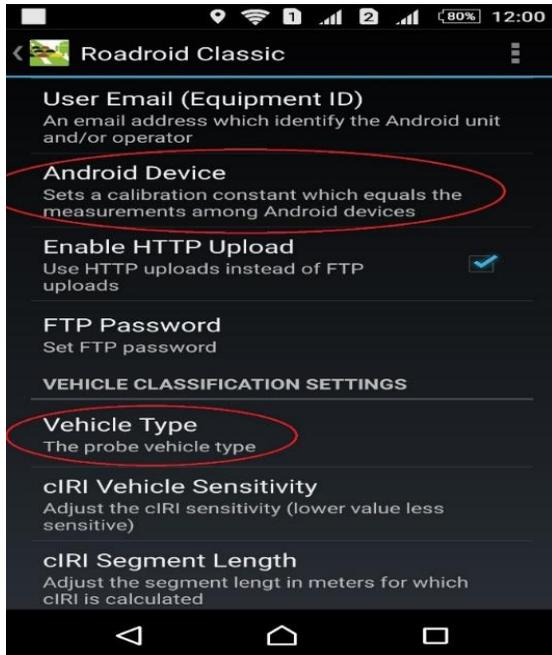 1 2 80% 12:00
Roadroid Classic
User Email (Equipment ID)
An email address which identify the Android unit
and/or operator
Android Device
Sets a calibration constant which equals the
measurements among Android devices
Enable HTTP Upload
Use HTTP uploads instead of FTP
uploads
FTP Password
Set FTP password
VEHICLE CLASSIFICATION SETTINGS
Vehicle Type
The probe vehicle type
cIRI Vehicle Sensitivity
Adjust the cIRI sensitivity (lower value less
sensitive)
cIRI Segment Length
Adjust the segment lengt in meters for which
cIRI is calculated